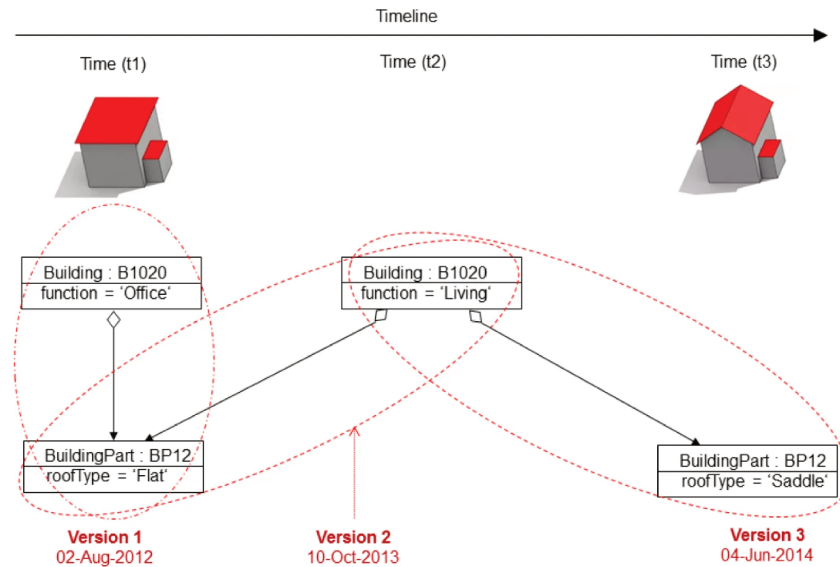 Timeline
Time (t1)
Time (t2)
Time (t3)
Building : B1020
function = ‘Office‘
Building : B1020
function = ‘Living‘
BuildingPart : BP12
roofType = ‘Flat‘
BuildingPart : BP12
roofType = ‘Saddle‘
Version 1
02-Aug-2012
Version 2
10-Oct-2013
Version 3
04-Jun-2014